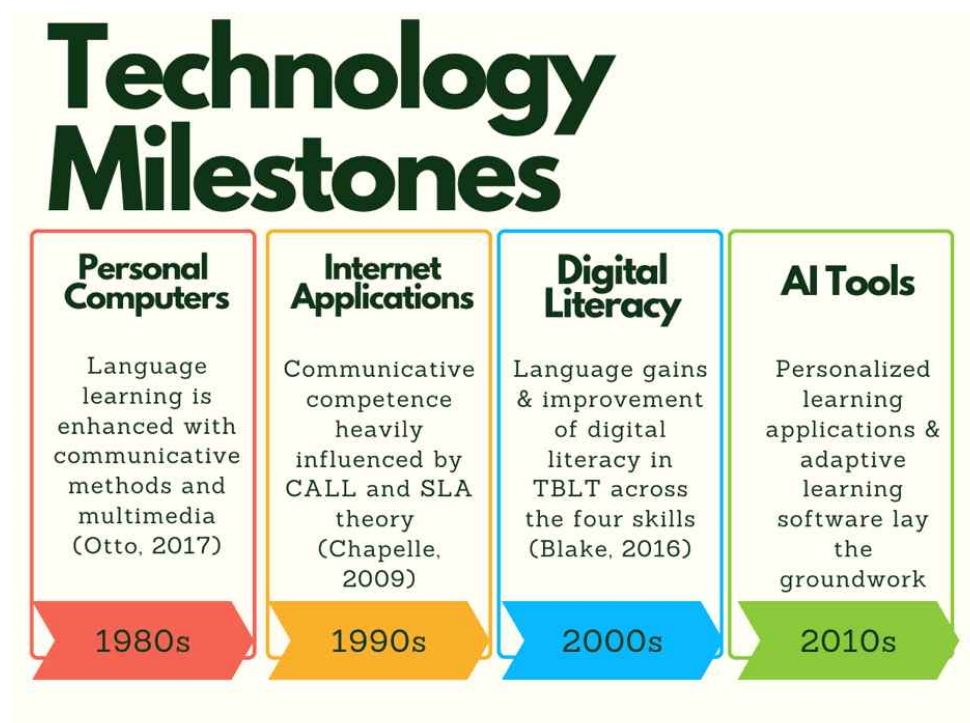 Technology
Milestones
Personal
Computers
Language
learning is
enhanced with
communicative
methods and
multimedia
(Otto, 2017)
1980s
Internet
Applications
Communicative
competence
heavily
influenced by
CALL and SLA
theory
(Chapelle,
2009)
1990s
Digital
Literacy
Language gains
& improvement
of digital
literacy in
TBLT across
the four skills
(Blake, 2016)
2000s
AI Tools
Personalized
learning
applications &
adaptive
learning
software lay
the
groundwork
2010s